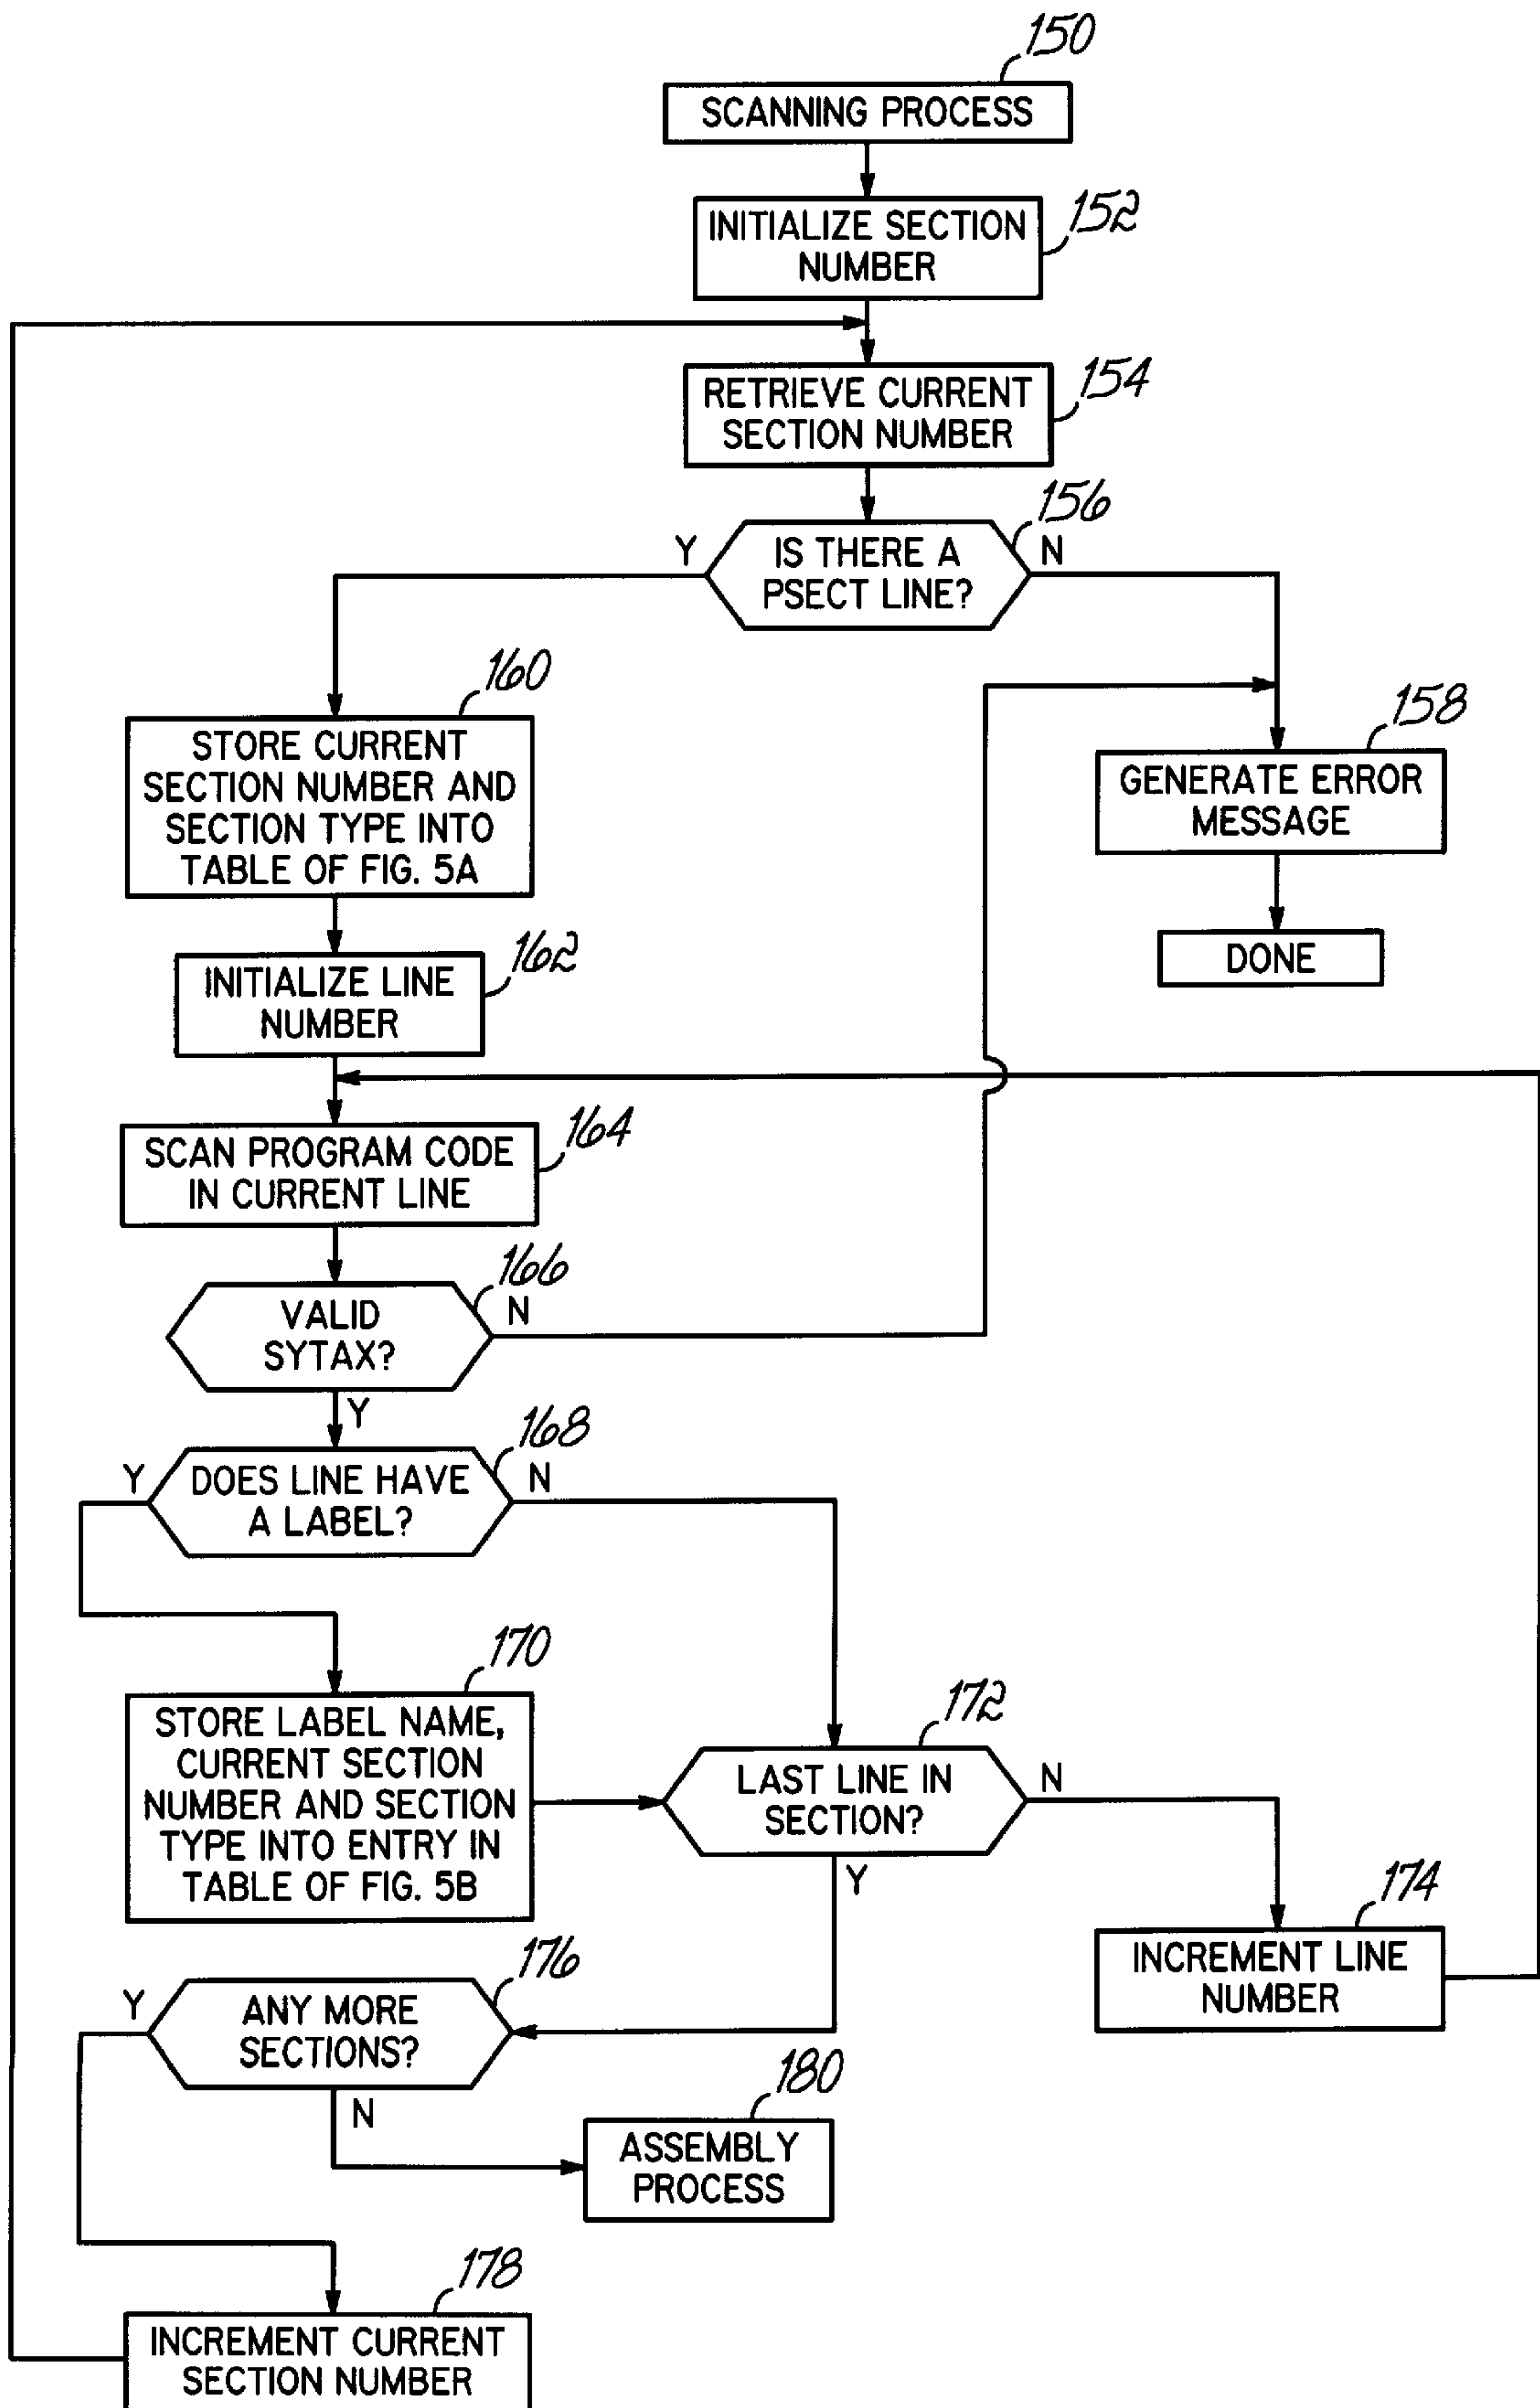 150
SCANNING PROCESS
152
INITIALIZE SECTION
NUMBER
154
RETRIEVE CURRENT
SECTION NUMBER
156
Y
IS THERE A
PSECT LINE?
N
160
STORE CURRENT
SECTION NUMBER AND
SECTION TYPE INTO
TABLE OF FIG. 5A
158
GENERATE ERROR
MESSAGE
DONE
162
INITIALIZE LINE
NUMBER
164
SCAN PROGRAM CODE
IN CURRENT LINE
166
VALID
SYTAX?
N
Y
168
Y
DOES LINE HAVE
A LABEL?
N
170
STORE LABEL NAME,
CURRENT SECTION
NUMBER AND SECTION
TYPE INTO ENTRY IN
TABLE OF FIG. 5B
172
LAST LINE IN
SECTION?
N
Y
174
INCREMENT LINE
NUMBER
176
Y
ANY MORE
SECTIONS?
N
180
ASSEMBLY
PROCESS
178
INCREMENT CURRENT
SECTION NUMBER